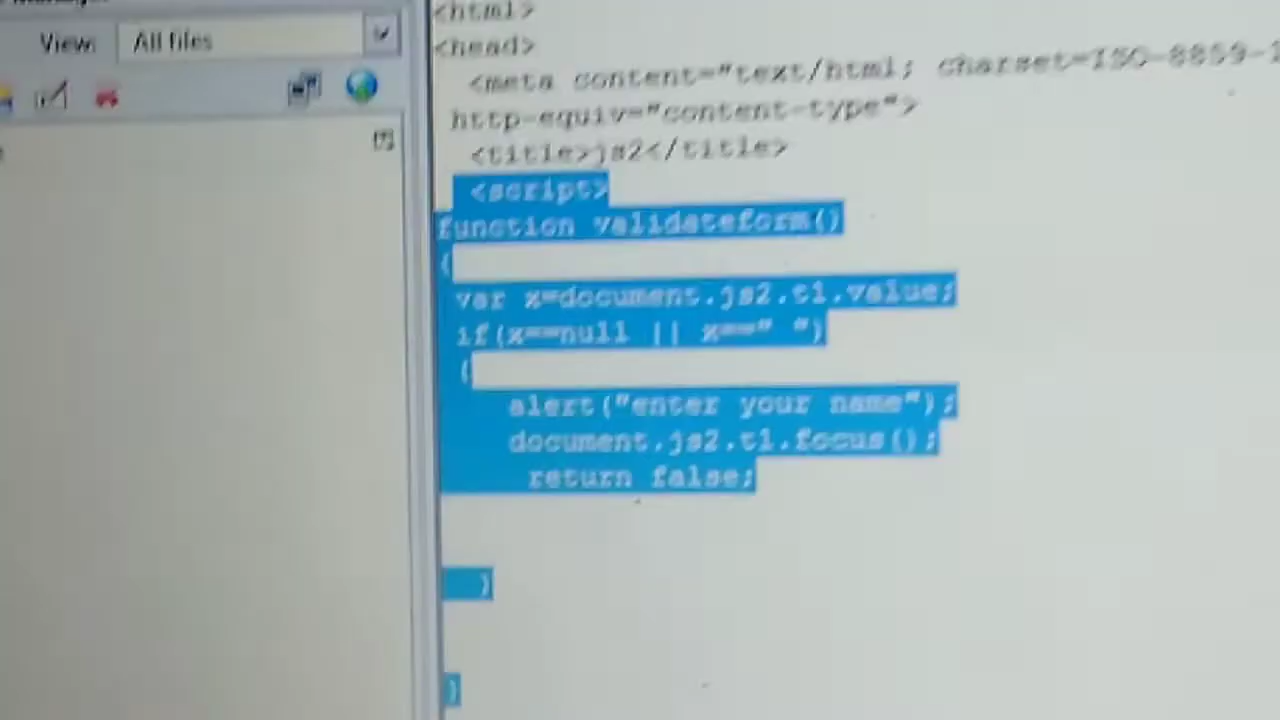 View:
All files
<html>
<head>
<meta content="text/html; charset=ISO-8859-1
http-equiv="content-type">
<title>js2</title>
<script>
function validateform()
{
var x=document.js2.t1.value;
if(x==null || x==" ")
{
alert("enter your name");
document.js2.t1.focus();
return false;
}
}